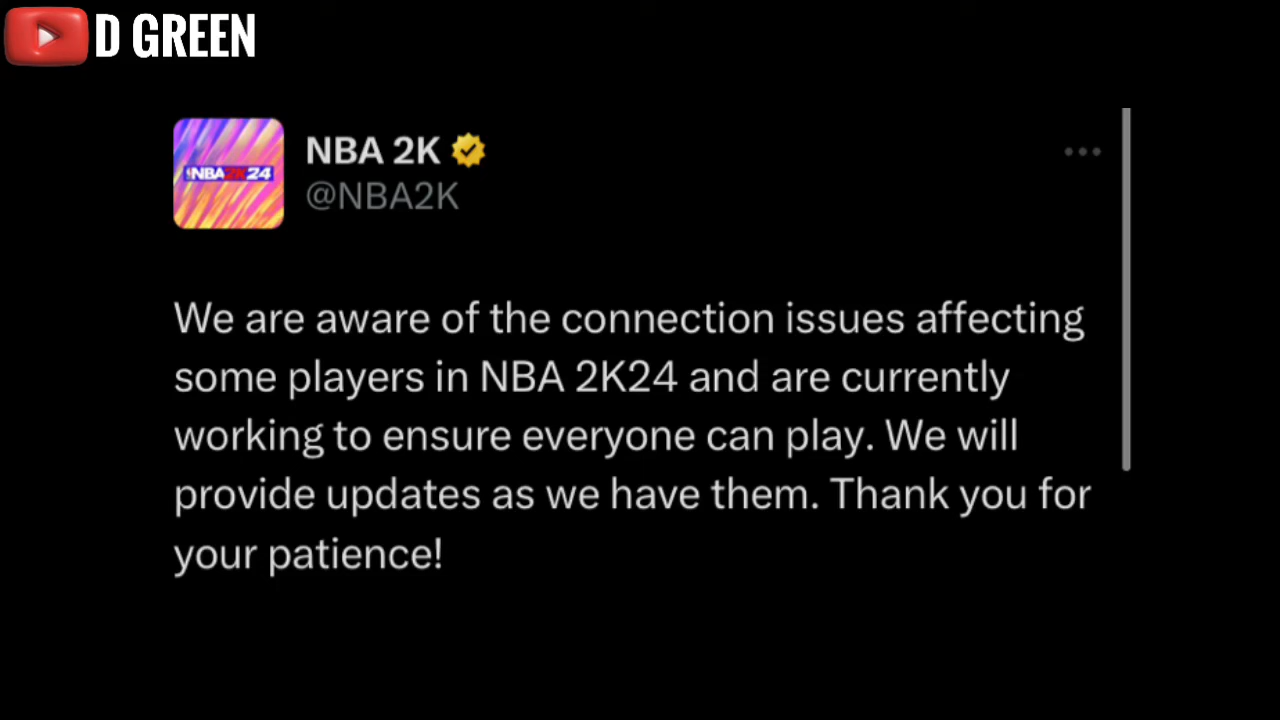 D GREEN
NBA 2K
NBA 2K24
@NBA2K
We are aware of the connection issues affecting
some players in NBA 2K24 and are currently
working to ensure everyone can play. We will
provide updates as we have them. Thank you for
your patience!